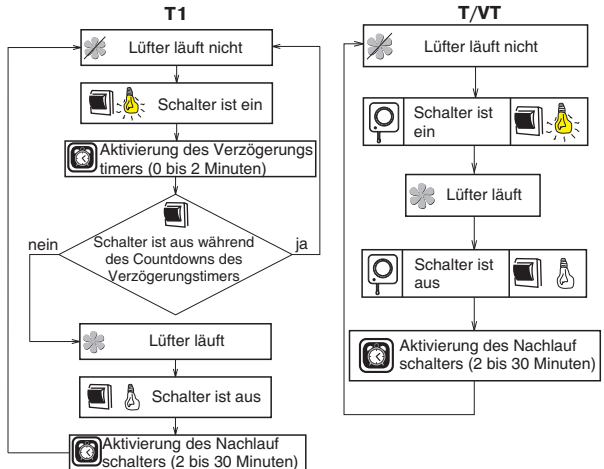 T1
Lüfter läuft nicht
Schalter ist ein
Aktivierung des Verzögerungs
timers (0 bis 2 Minuten)
nein
ja
Schalter ist aus während
des Countdowns des
Verzögerungstimers
Lüfter läuft
Schalter ist aus
Aktivierung des Nachlauf
schalters (2 bis 30 Minuten)
T/VT
Lüfter läuft nicht
Schalter ist
ein
Lüfter läuft
Schalter ist
aus
Aktivierung des Nachlauf
schalters (2 bis 30 Minuten)